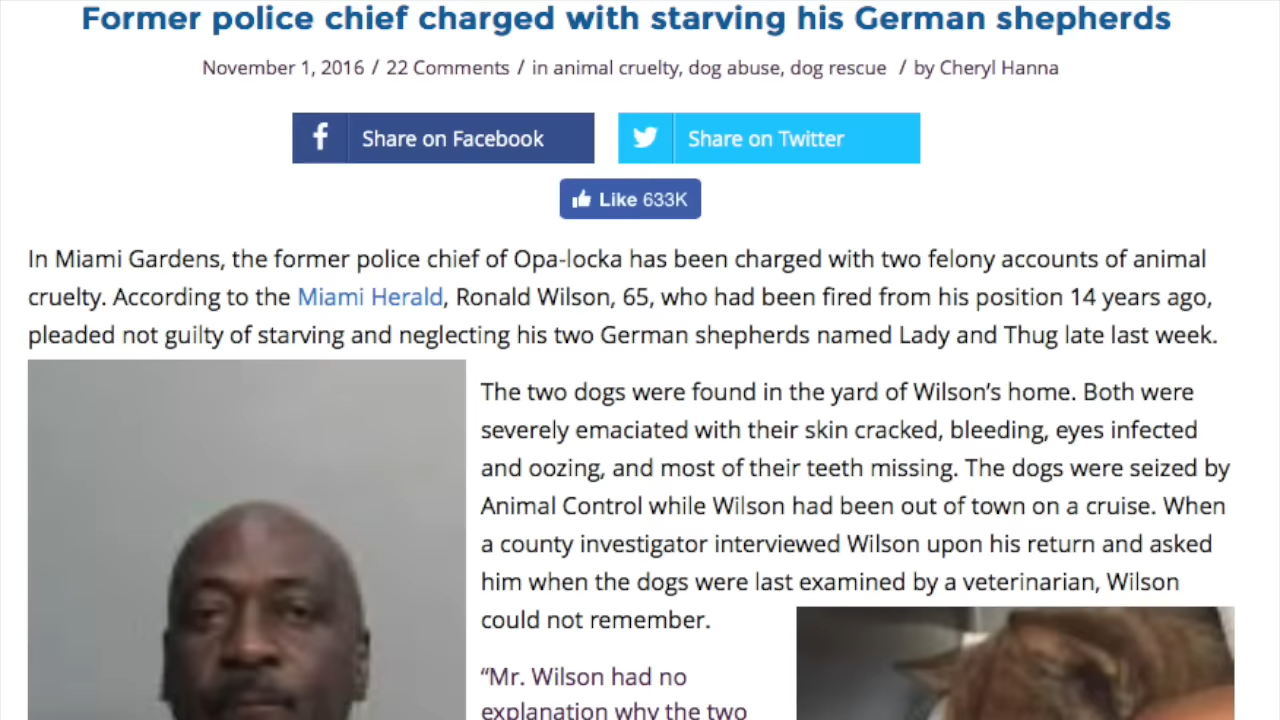 Former police chief charged with starving his German shepherds
November 1, 2016 / 22 Comments / in animal cruelty, dog abuse, dog rescue / by Cheryl Hanna
Share on Facebook
Share on Twitter
Like 633K
In Miami Gardens, the former police chief of Opa-locka has been charged with two felony accounts of animal
cruelty. According to the Miami Herald, Ronald Wilson, 65, who had been fired from his position 14 years ago,
pleaded not guilty of starving and neglecting his two German shepherds named Lady and Thug late last week.
The two dogs were found in the yard of Wilson’s home. Both were
severely emaciated with their skin cracked, bleeding, eyes infected
and oozing, and most of their teeth missing. The dogs were seized by
Animal Control while Wilson had been out of town on a cruise. When
a county investigator interviewed Wilson upon his return and asked
him when the dogs were last examined by a veterinarian, Wilson
could not remember.
“Mr. Wilson had no
explanation why the two